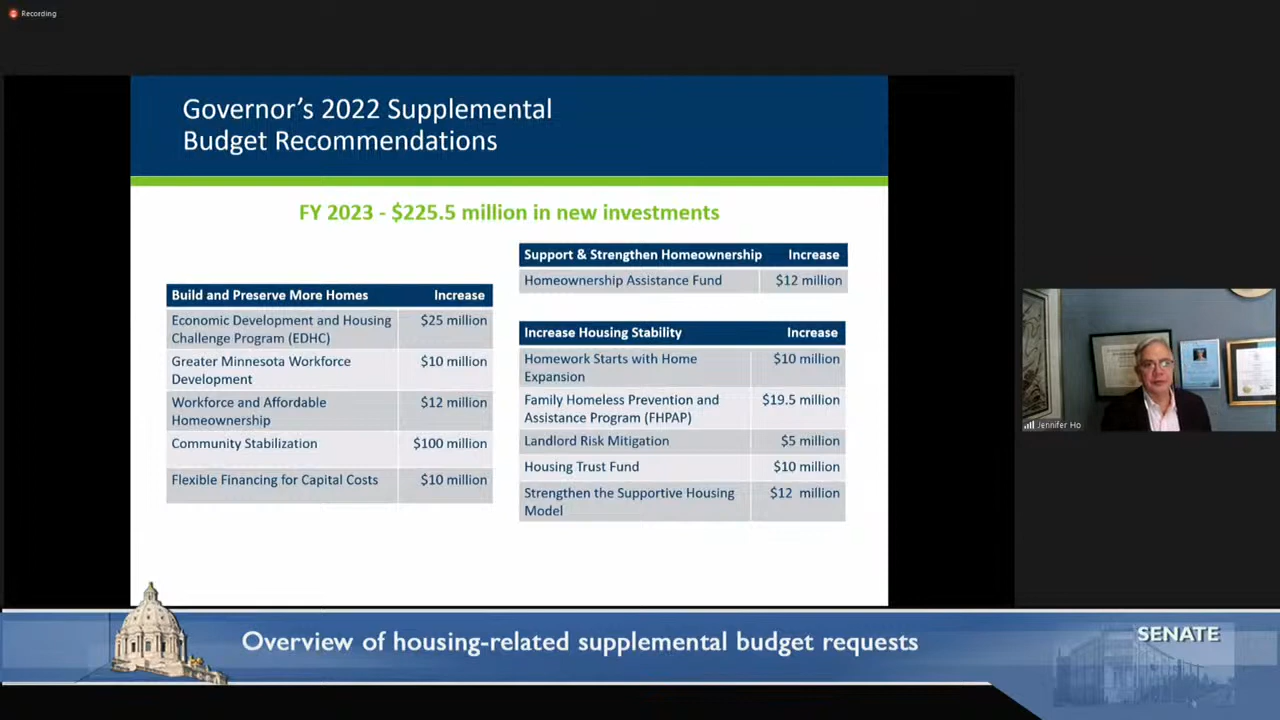 Recording
Governor's 2022 Supplemental
Budget Recommendations
FY 2023 - $225.5 million in new investments
Build and Preserve More Homes Increase
Economic Development and Housing $25 million
Challenge Program (EDHC)
Greater Minnesota Workforce $10 million
Development
Workforce and Affordable $12 million
Homeownership
Community Stabilization $100 million
Flexible Financing for Capital Costs $10 million
Support & Strengthen Homeownership Increase
Homeownership Assistance Fund $12 million
Increase Housing Stability Increase
Homework Starts with Home $10 million
Expansion
Family Homeless Prevention and $19.5 million
Assistance Program (FHPAP)
Landlord Risk Mitigation $5 million
Housing Trust Fund $10 million
Strengthen the Supportive Housing $12 million
Model
Jennifer Ho
Overview of housing-related supplemental budget requests
SENATE